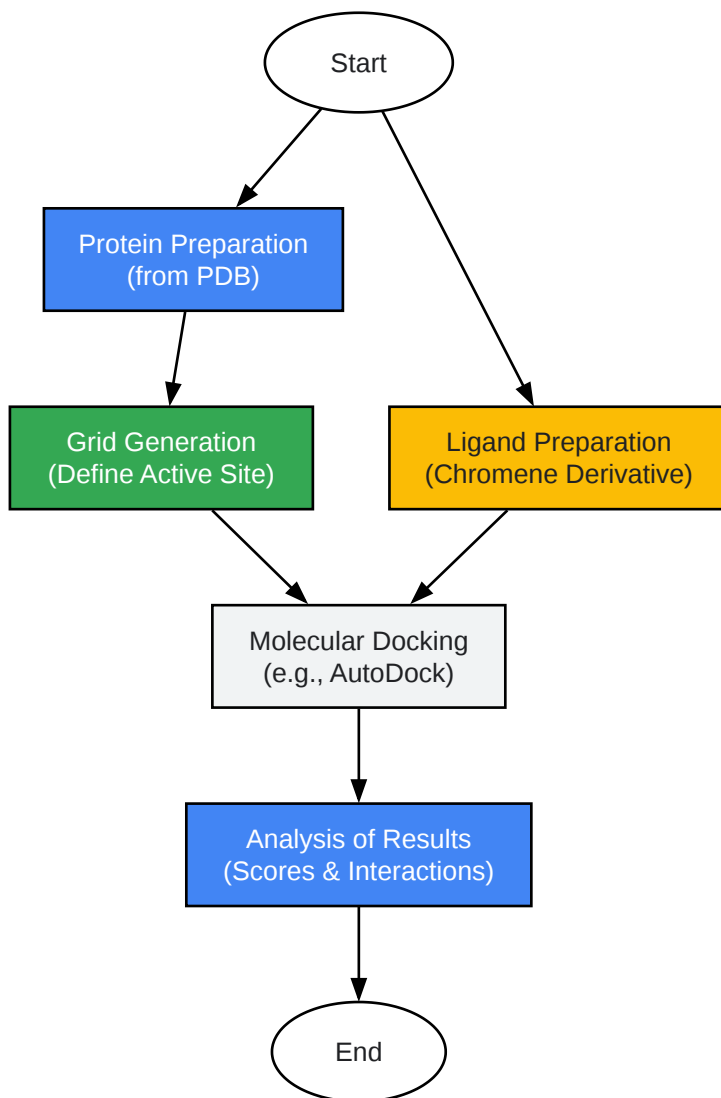 Start
Protein Preparation
(from PDB)
Grid Generation
(Define Active Site)
Ligand Preparation
(Chromene Derivative)
Molecular Docking
(e.g., AutoDock)
Analysis of Results
(Scores & Interactions)
End